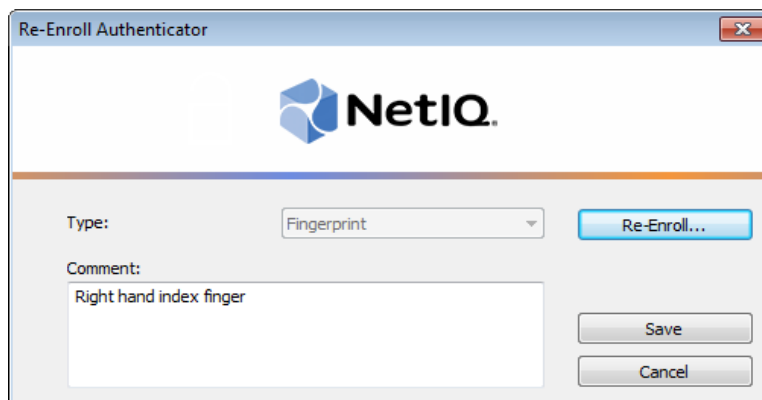 Re-Enroll Authenticator
NetIQ.
Type:
Fingerprint
Re-Enroll...
Comment:
Right hand index finger
Save
Cancel